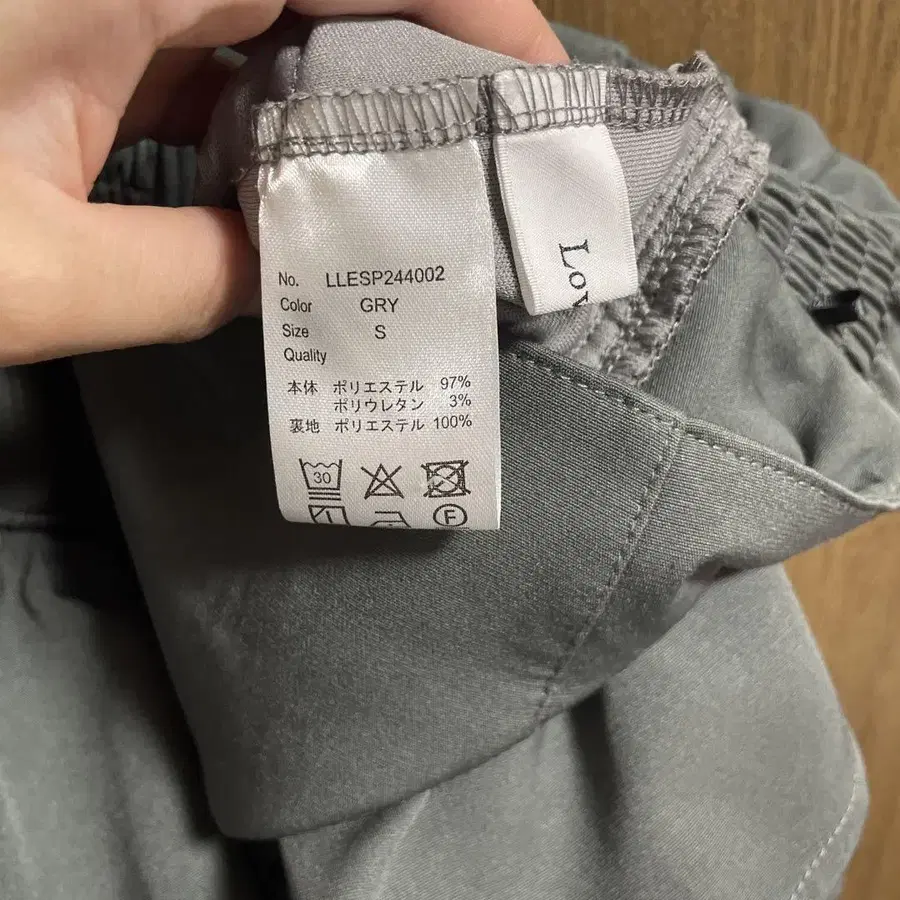 No. LLESP244002
Color GRY
Size S
Quality
本体 ポリエステル 97%
ポリウレタン 3%
裏地 ポリエステル 100%
30
F